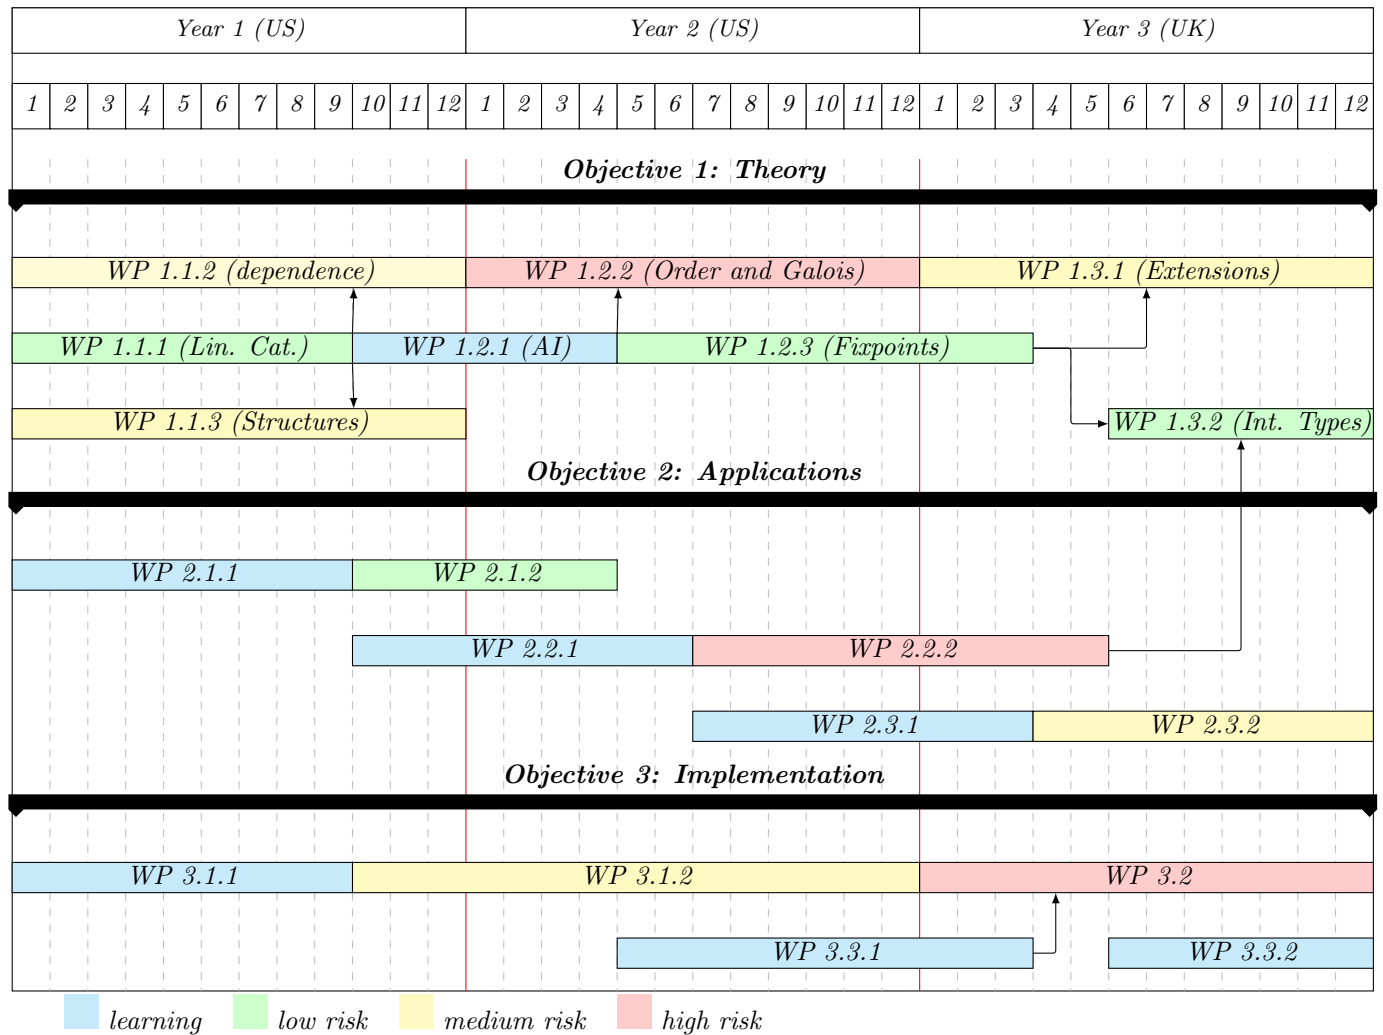 Year 1 (US) Year 2 (US) Year 3 (UK)
1 2 3 4 5 6 7 8 9 10 11 12 1 2 3 4 5 6 7 8 9 10 11 12 1 2 3 4 5 6 7 8 9 10 11 12
Objective 1: Theory
WP 1.1.2 (dependence) WP 1.2.2 (Order and Galois) WP 1.3.1 (Extensions)
WP 1.1.1 (Lin. Cat.) WP 1.2.1 (AI) WP 1.2.3 (Fixpoints)
WP 1.1.3 (Structures) WP 1.3.2 (Int. Types)
Objective 2: Applications
WP 2.1.1 WP 2.1.2
WP 2.2.1 WP 2.2.2
WP 2.3.1 WP 2.3.2
Objective 3: Implementation
WP 3.1.1 WP 3.1.2 WP 3.2
WP 3.3.1 WP 3.3.2
learning low risk medium risk high risk